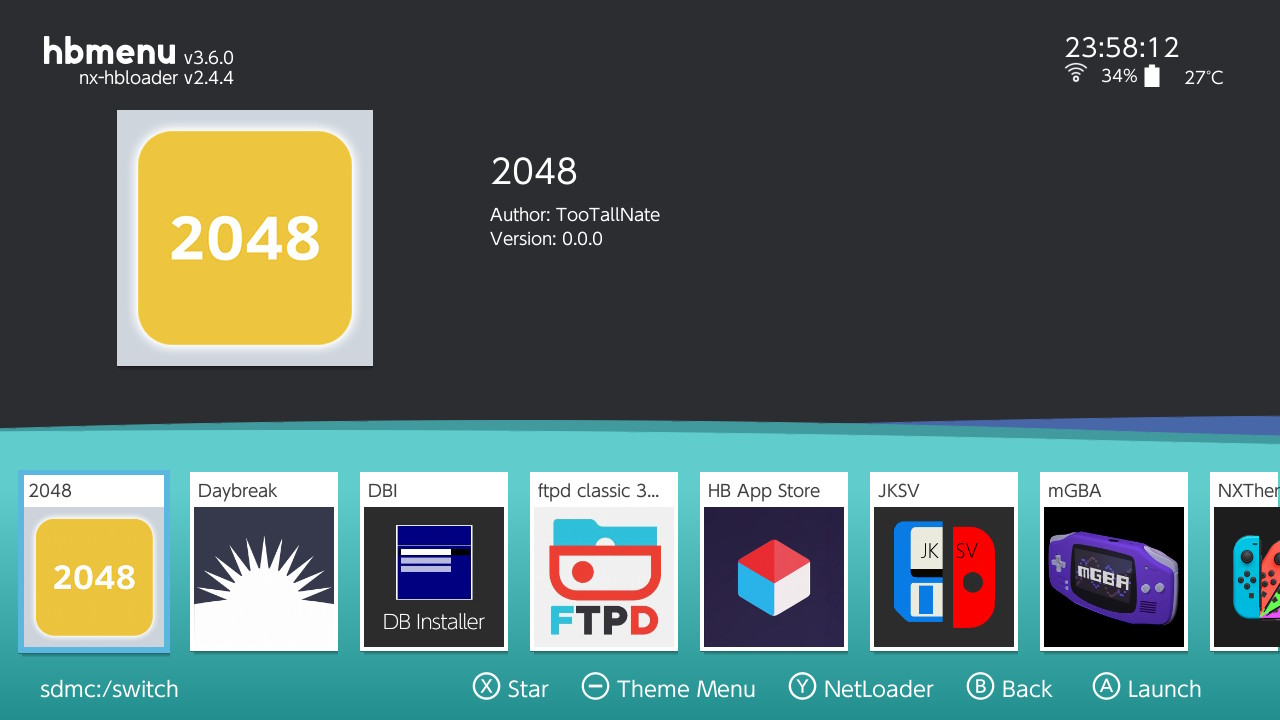 hbmenu v3.6.0
nx-hbloader v2.4.4
23:58:12
34% 27°C
2048
2048
Author: TooTallNate
Version: 0.0.0
2048
Daybreak
DBI
ftpd classic 3...
HB App Store
JKSV
mGBA
NXTher
2048
DB Installer
FTPD
JK SV
mGBA
sdmc:/switch
X Star
− Theme Menu
Y NetLoader
B Back
A Launch